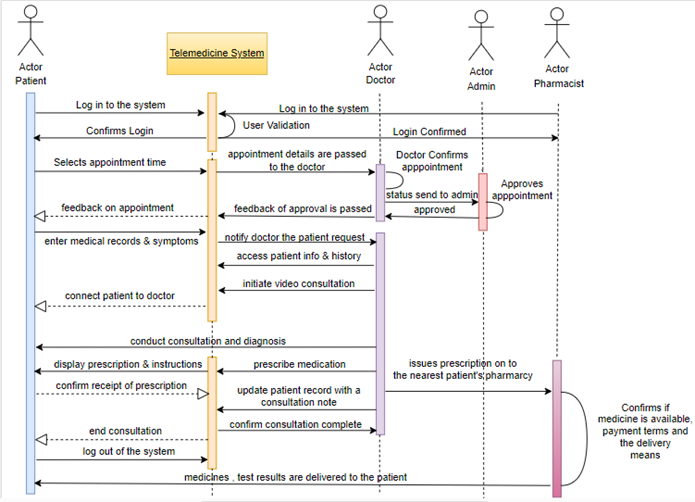 Actor
Patient
Telemedicine System
Actor
Doctor
Actor
Admin
Actor
Pharmacist
Log in to the system
Log in to the system
User Validation
Confirms Login
Login Confirmed
Selects appointment time
appointment details are passed
to the doctor
Doctor Confirms
apppointment
Approves
apppointment
status send to admin
feedback on appointment
feedback of approval is passed
approved
enter medical records & symptoms
notify doctor the patient request
access patient info & history
initiate video consultation
connect patient to doctor
conduct consultation and diagnosis
display prescription & instructions
prescribe medication
issues prescription on to
the nearest patient's pharmarcy
confirm receipt of prescription
update patient record with a
consultation note
Confirms if
medicine is available,
payment terms and
the delivery
means
end consultation
confirm consultation complete
log out of the system
medicines , test results are delivered to the patient